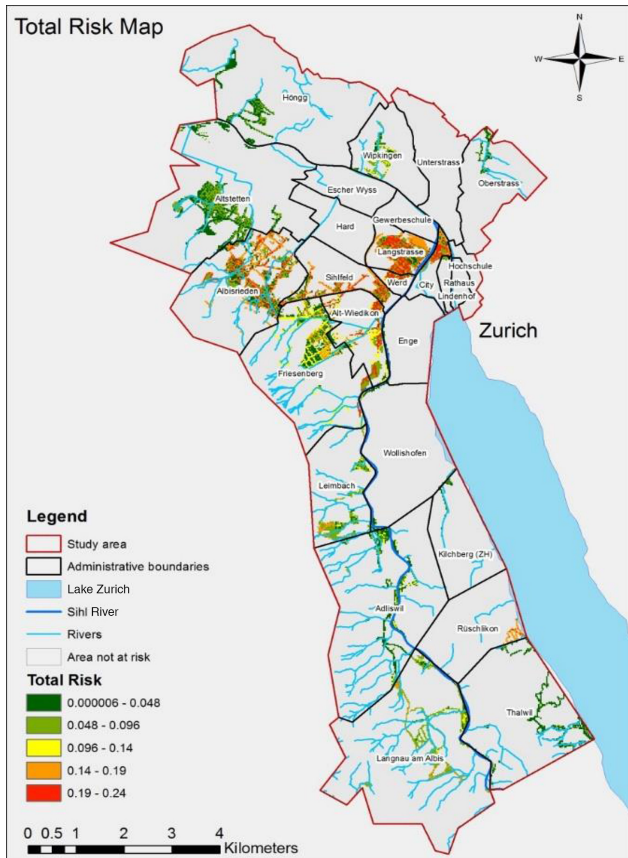 Total Risk Map
N
W
E
S
Höngg
Wipkingen
Unterstrass
Oberstrass
Escher Wyss
Altstetten
Gewerbeschule
Hard
Langstrasse
Hochschule
Sihlfeld
Albisrieden
Werd
City
Rathaus
Lindenhof
Alt-Wiedikon
Zurich
Enge
Friesenberg
Wollishofen
Leimbach
Kilchberg (ZH)
Adliswil
Rüschlikon
Thalwil
Langnau am Albis
Legend
Study area
Administrative boundaries
Lake Zurich
Sihl River
Rivers
Area not at risk
Total Risk
0.000006 - 0.048
0.048 - 0.096
0.096 - 0.14
0.14 - 0.19
0.19 - 0.24
0 0.5 1 2 3 4
Kilometers